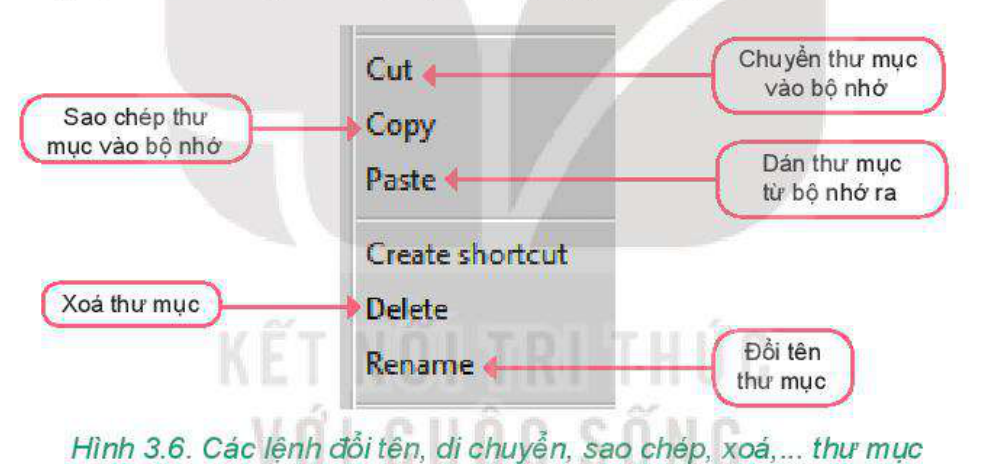 Cut
Chuyển thư mục
vào bộ nhớ
Sao chép thư
mục vào bộ nhớ
Copy
Paste
Dán thư mục
từ bộ nhớ ra
Create shortcut
Xoá thư mục
Delete
Rename
Đổi tên
thư mục
KẾT NỐI TRI THỨC
VỚI CUỘC SỐNG
Hình 3.6. Các lệnh đổi tên, di chuyển, sao chép, xoá,... thư mục